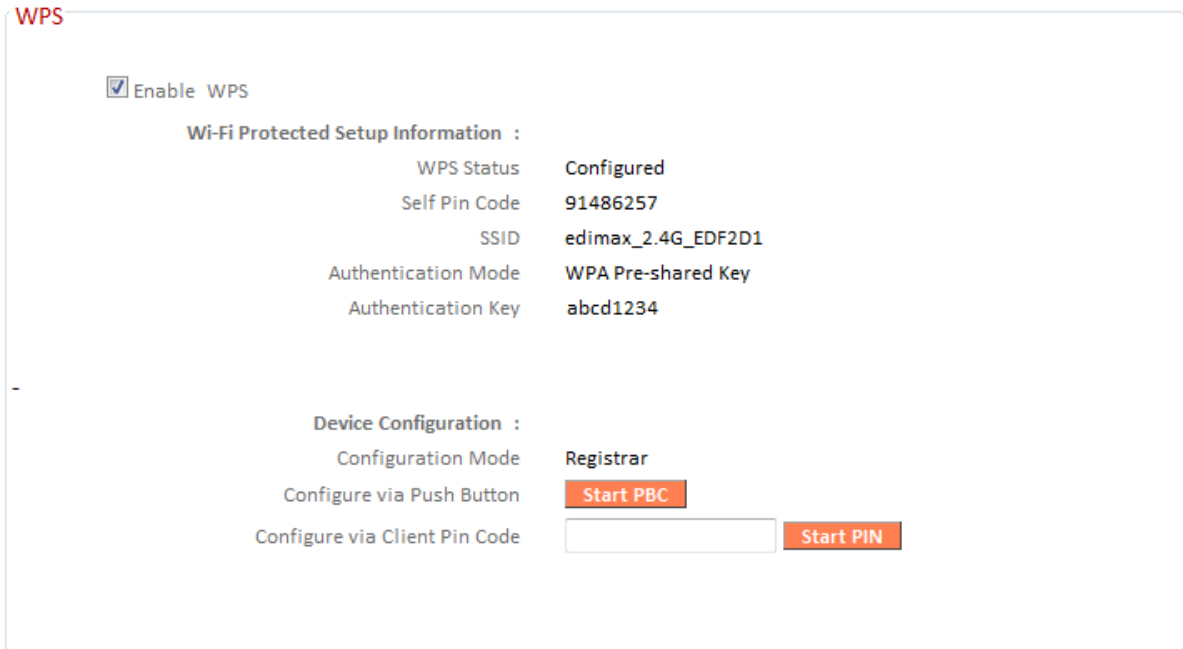 WPS
Enable WPS
Wi-Fi Protected Setup Information :
WPS Status Configured
Self Pin Code 91486257
SSID edimax_2.4G_EDF2D1
Authentication Mode WPA Pre-shared Key
Authentication Key abcd1234
-
Device Configuration :
Configuration Mode Registrar
Configure via Push Button Start PBC
Configure via Client Pin Code Start PIN